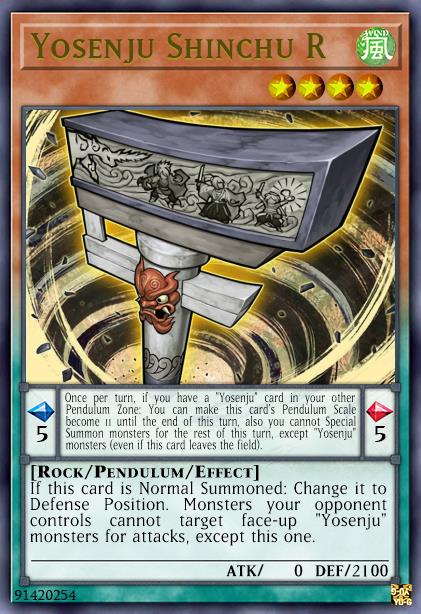 Yosenju Shinchu R
WIND
風
Once per turn, if you have a "Yosenju" card in your other
Pendulum Zone: You can make this card's Pendulum Scale
become 11 until the end of this turn, also you cannot Special
Summon monsters for the rest of this turn, except "Yosenju"
monsters (even if this card leaves the field).
5
5
[Rock/Pendulum/Effect]
If this card is Normal Summoned: Change it to
Defense Position. Monsters your opponent
controls cannot target face-up "Yosenju"
monsters for attacks, except this one.
ATK/ 0 DEF/2100
91420254